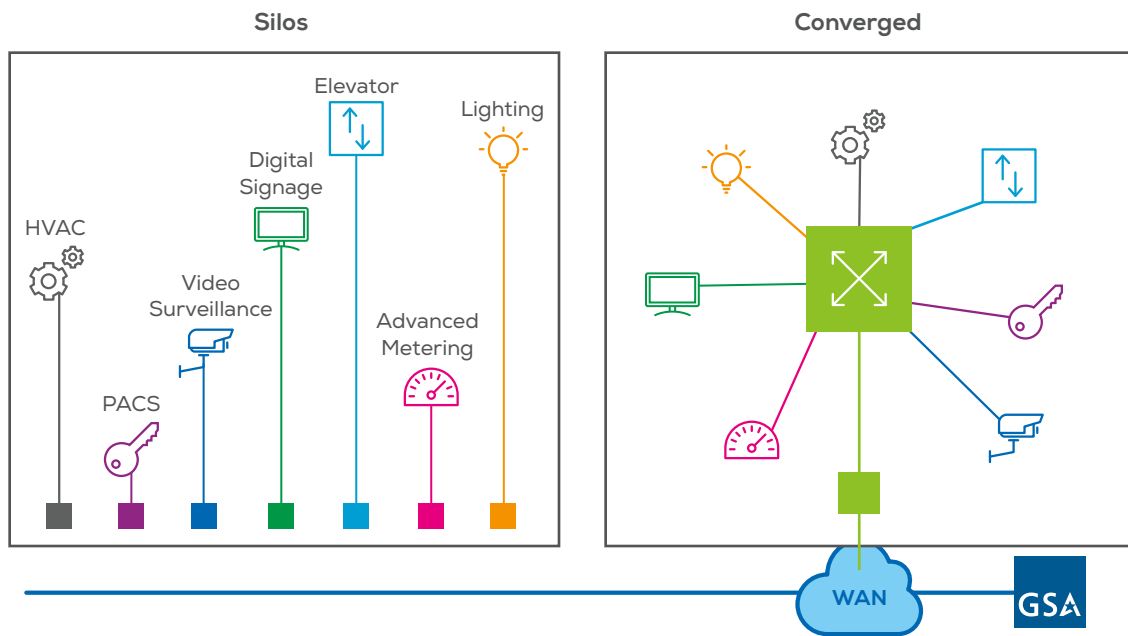 Silos
Converged
Elevator
Lighting
Digital
Signage
HVAC
Video
Surveillance
Advanced
Metering
PACS
WAN
GSA